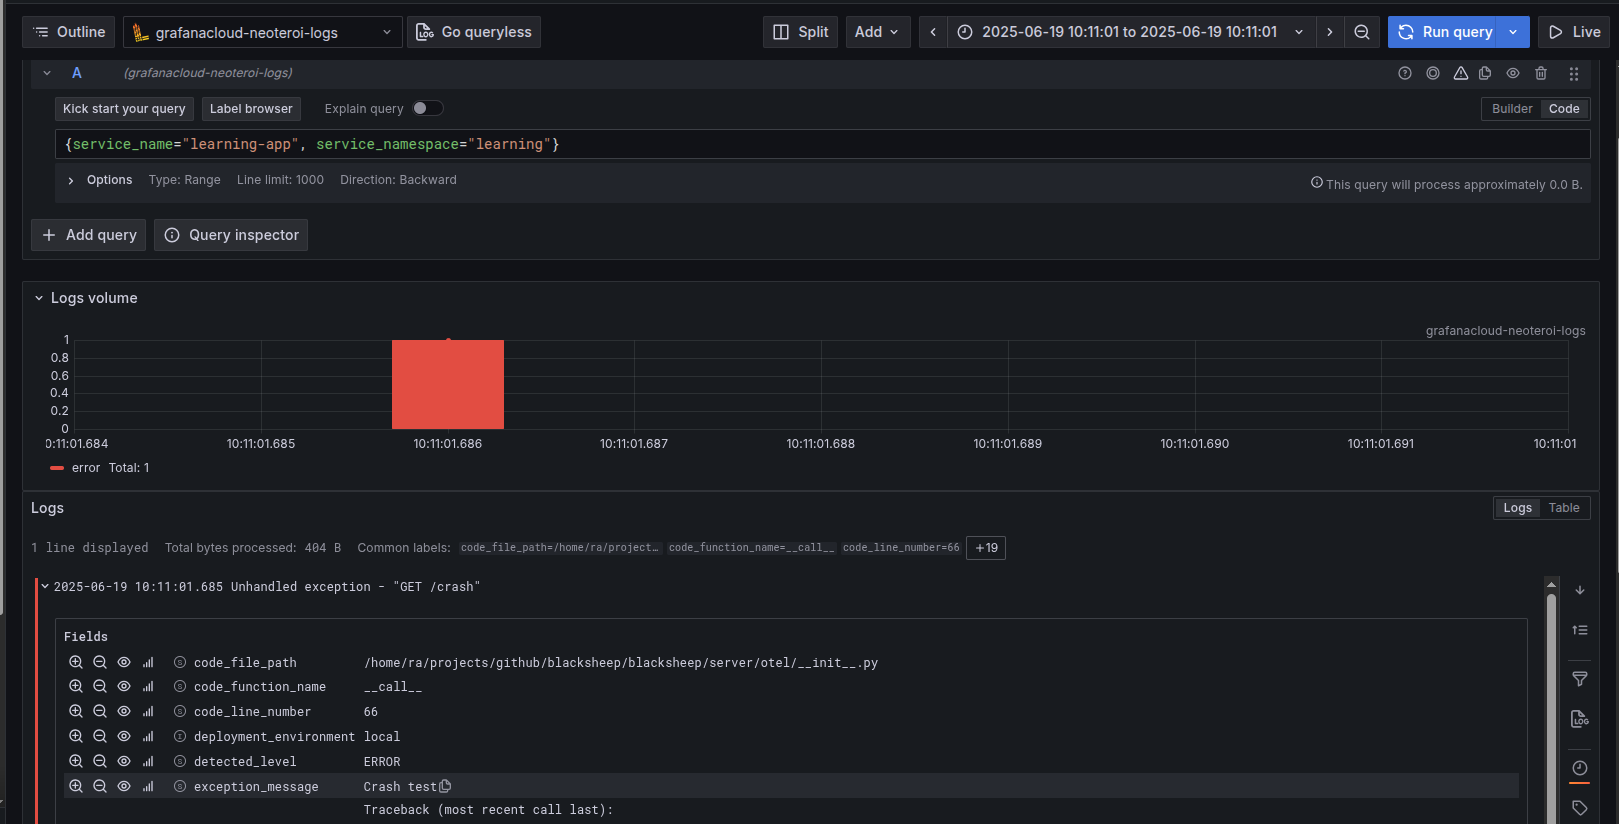 Outline
grafanacloud-neoteroi-logs
Go queryless
Split
Add
2025-06-19 10:11:01 to 2025-06-19 10:11:01
Run query
Live
A (grafanacloud-neoteroi-logs)
Kick start your query
Label browser
Explain query
Builder
Code
{service_name="learning-app", service_namespace="learning"}
Options Type: Range Line limit: 1000 Direction: Backward
This query will process approximately 0.0 B.
+ Add query
Query inspector
Logs volume
grafanacloud-neoteroi-logs
1
0.8
0.6
0.4
0.2
0
0:11:01.684 10:11:01.685 10:11:01.686 10:11:01.687 10:11:01.688 10:11:01.689 10:11:01.690 10:11:01.691 10:11:01
error Total: 1
Logs
Logs
Table
1 line displayed Total bytes processed: 404 B Common labels: code_file_path=/home/ra/project… code_function_name=__call__ code_line_number=66 +19
2025-06-19 10:11:01.685 Unhandled exception - "GET /crash"
Fields
code_file_path /home/ra/projects/github/blacksheep/blacksheep/server/otel/__init__.py
code_function_name __call__
code_line_number 66
deployment_environment local
detected_level ERROR
exception_message Crash test
Traceback (most recent call last):